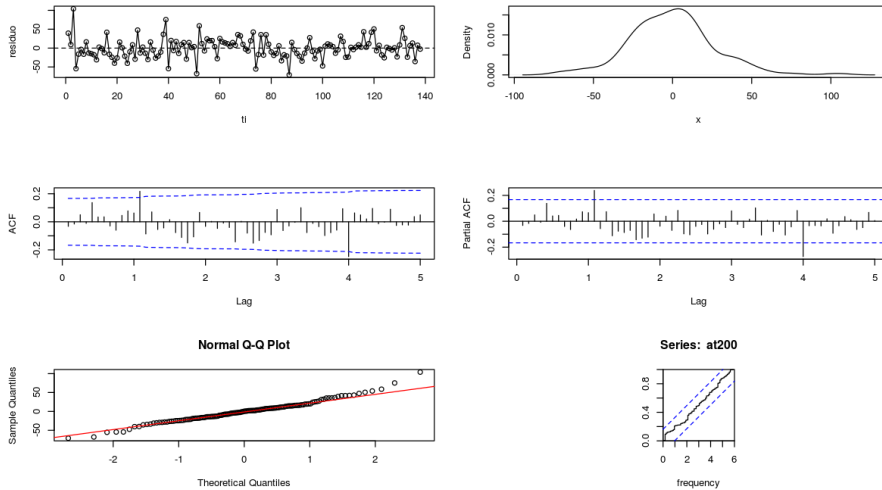 residuo
-50 0 50
0 20 40 60 80 100 120 140
ti
Density
0.000 0.010
-100 -50 0 50 100
x
ACF
-0.2 0.0 0.2
0 1 2 3 4 5
Lag
Partial ACF
-0.2 0.0 0.2
0 1 2 3 4 5
Lag
Normal Q-Q Plot
Sample Quantiles
-50 0 50
-2 -1 0 1 2
Theoretical Quantiles
Series: at200
0.0 0.4 0.8
0 2 4 6
frequency